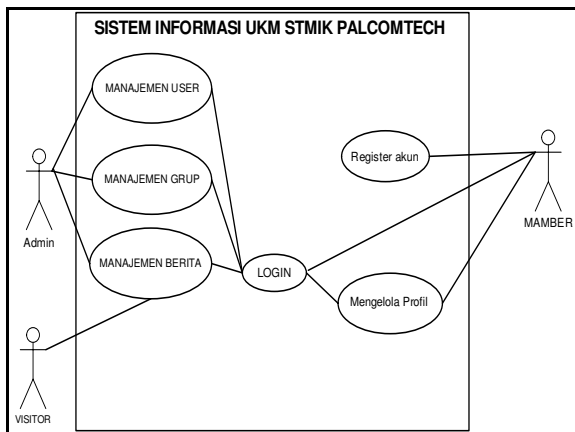 SISTEM INFORMASI UKM STMIK PALCOMTECH
MANAJEMEN USER
Register akun
MANAJEMEN GRUP
MAMBER
Admin
MANAJEMEN BERITA
LOGIN
Mengelola Profil
VISITOR